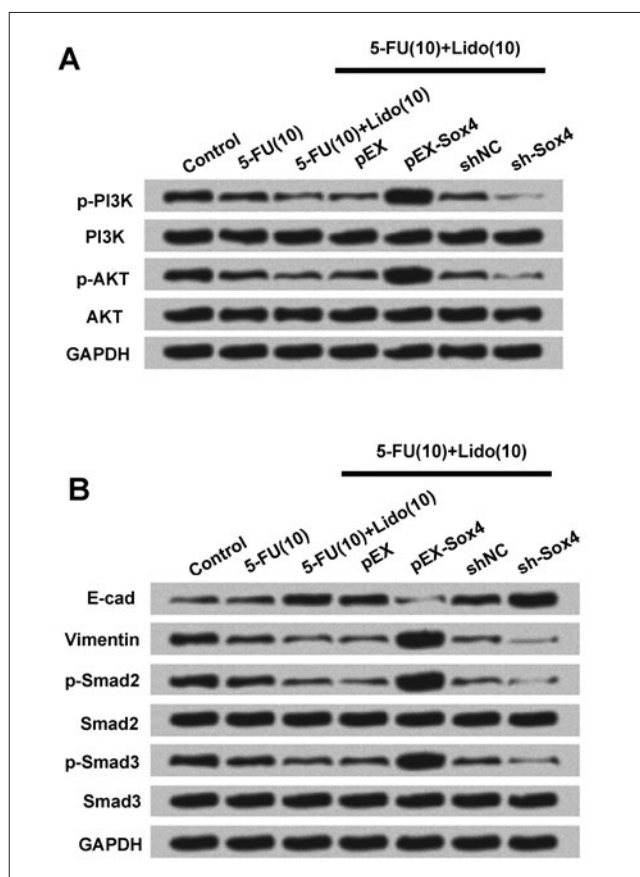 A
5-FU(10)+Lido(10)
Control 5-FU(10) 5-FU(10)+Lido(10) pEX pEX-Sox4 shNC sh-Sox4
p-PI3K
PI3K
p-AKT
AKT
GAPDH
B
5-FU(10)+Lido(10)
Control 5-FU(10) 5-FU(10)+Lido(10) pEX pEX-Sox4 shNC sh-Sox4
E-cad
Vimentin
p-Smad2
Smad2
p-Smad3
Smad3
GAPDH